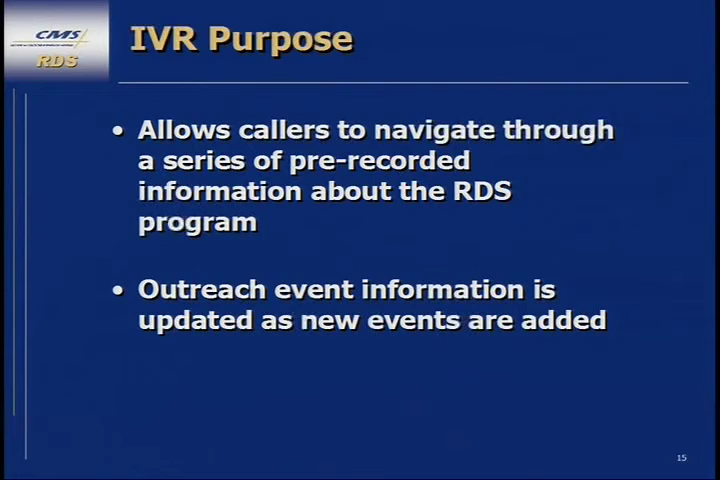 CMS
RDS
IVR Purpose
• Allows callers to navigate through
a series of pre-recorded
information about the RDS
program
• Outreach event information is
updated as new events are added
15